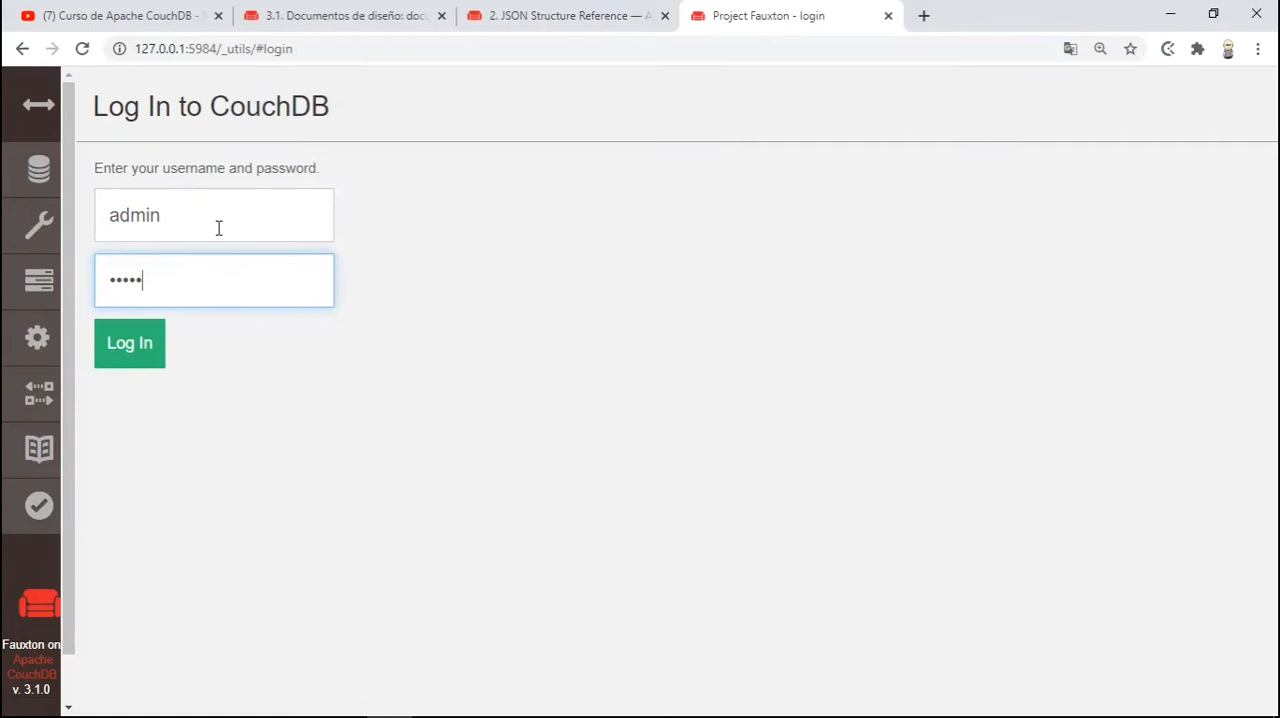 (7) Curso de Apache CouchDB -
3.1. Documentos de diseño: docu
2. JSON Structure Reference — A
Project Fauxton - login
127.0.0.1:5984/_utils/#login
Log In to CouchDB
Enter your username and password.
admin
•••••
Log In
Fauxton on
Apache
CouchDB
v. 3.1.0